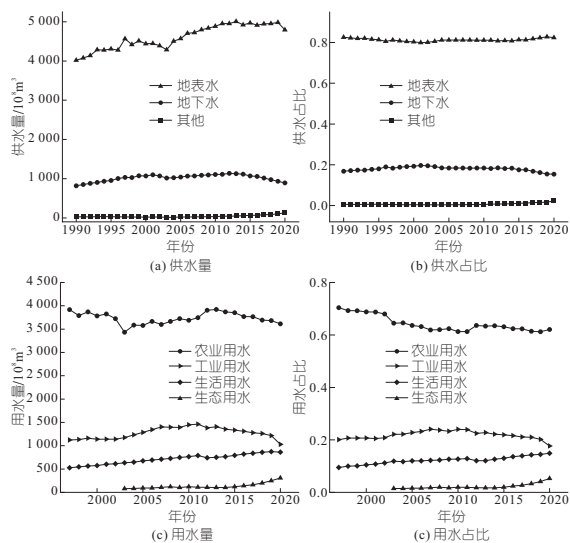 5 000
4 000
3 000
2 000
1 000
0
供水量/10⁸m³
地表水
地下水
其他
1990 1995 2000 2005 2010 2015 2020
年份
(a) 供水量
0.8
0.6
0.4
0.2
0.0
供水占比
地表水
地下水
其他
1990 1995 2000 2005 2010 2015 2020
年份
(b) 供水占比
4 500
4 000
3 500
3 000
2 500
2 000
1 500
1 000
500
0
用水量/10⁸m³
农业用水
工业用水
生活用水
生态用水
2000 2005 2010 2015 2020
年份
(c) 用水量
0.8
0.6
0.4
0.2
0.0
用水占比
农业用水
工业用水
生活用水
生态用水
2000 2005 2010 2015 2020
年份
(c) 用水占比